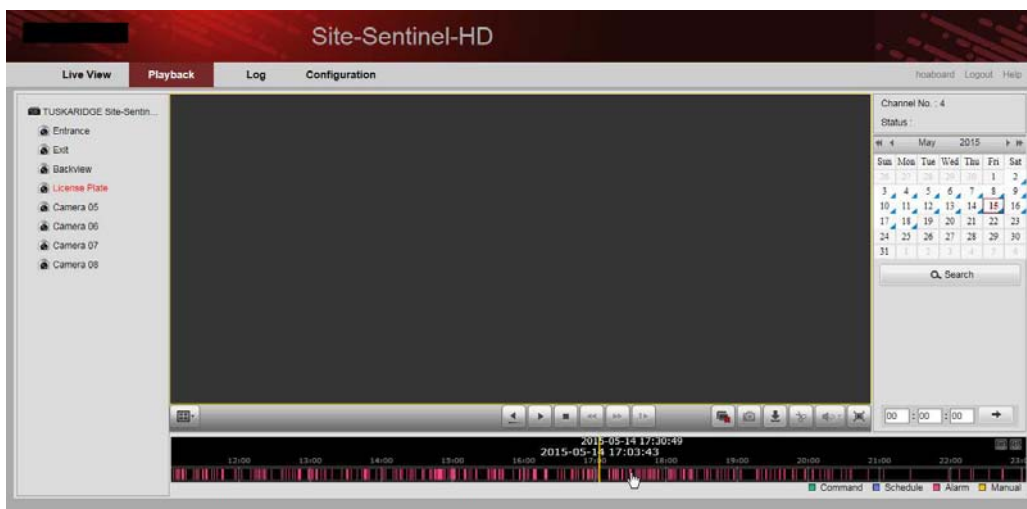 Site-Sentinel-HD
Live View Playback Log Configuration
hoaboard Logout Help
TUSKARIDGE Site-Sentin...
Entrance
Exit
Backview
License Plate
Camera 05
Camera 06
Camera 07
Camera 08
Channel No. : 4
Status :
May 2015
Sun Mon Tue Wed Thu Fri Sat
26 27 28 29 30 1 2
3 4 5 6 7 8 9
10 11 12 13 14 15 16
17 18 19 20 21 22 23
24 25 26 27 28 29 30
31 1 2 3 4 5 6
Search
00 : 00 : 00
2015-05-14 17:30:49
2015-05-14 17:03:43
12:00 13:00 14:00 15:00 16:00 17:00 18:00 19:00 20:00 21:00 22:00
Command Schedule Alarm Manual